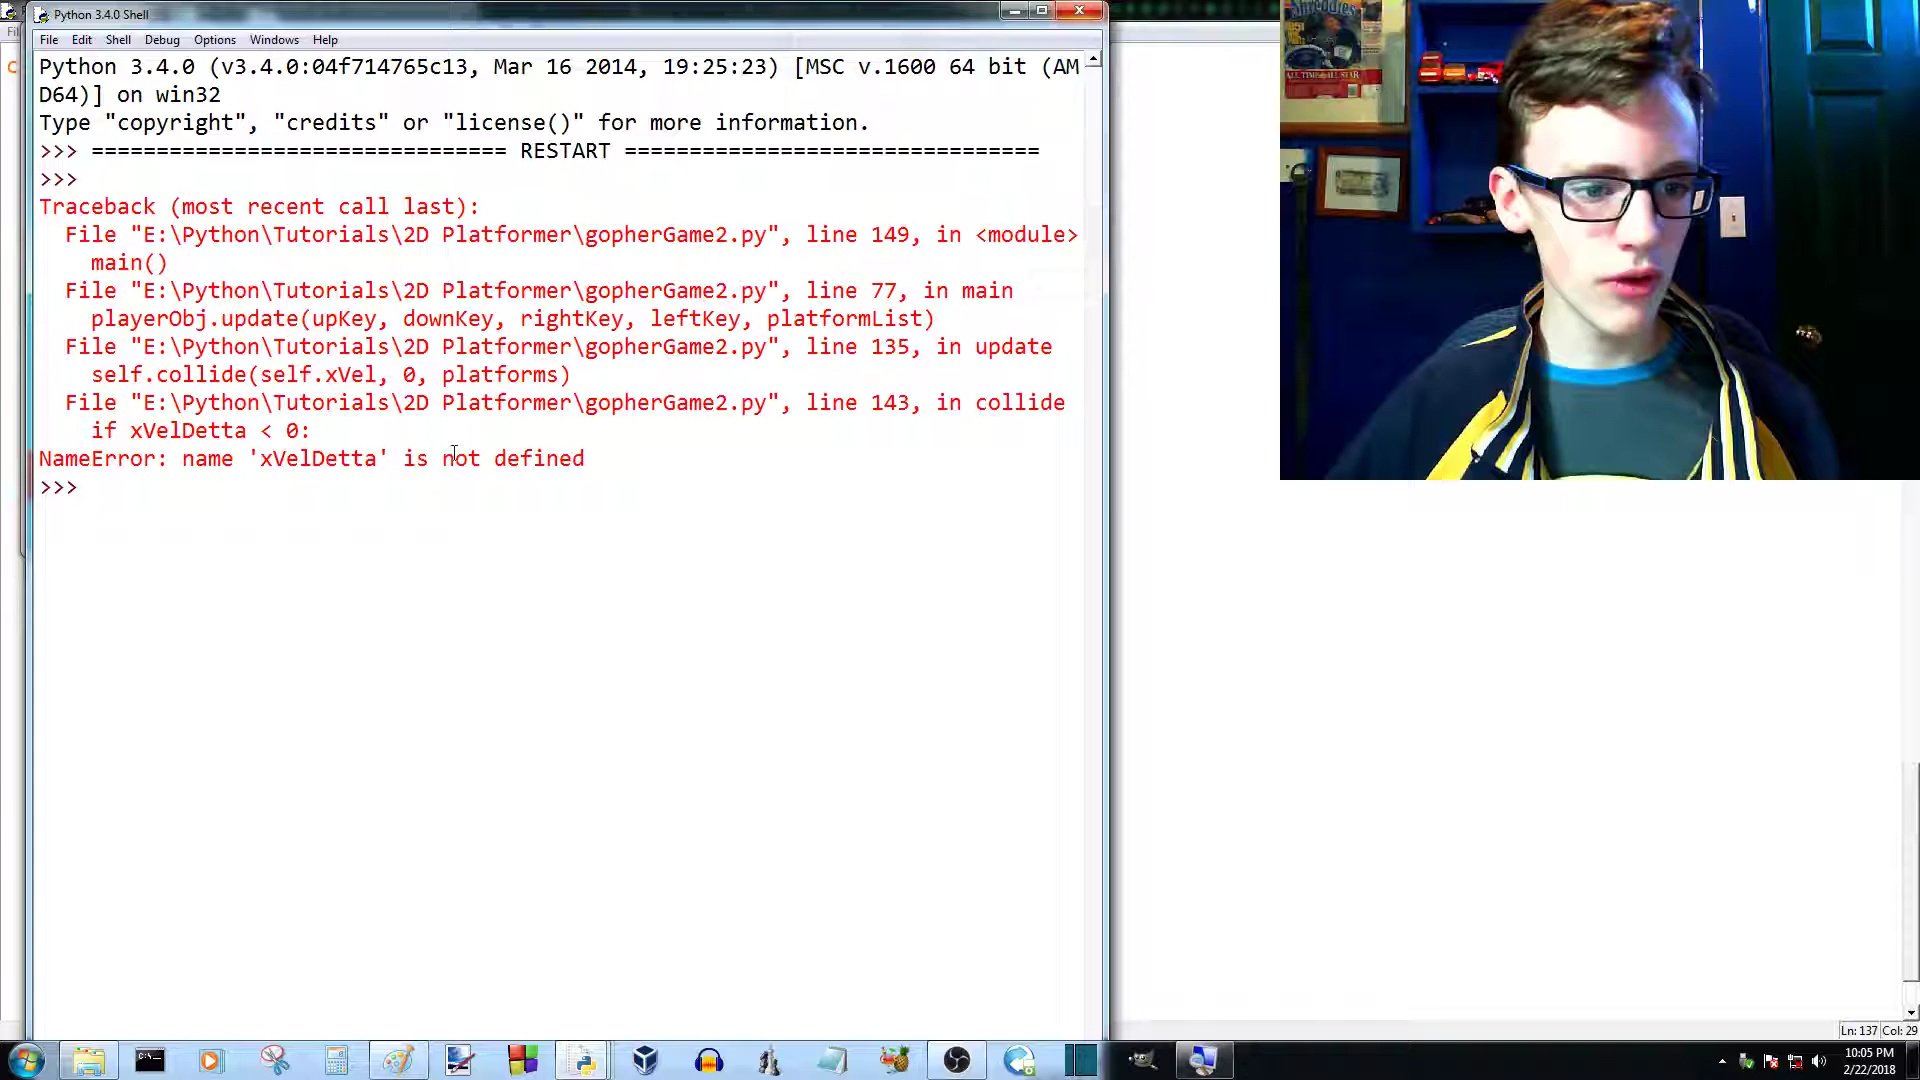 Python 3.4.0 Shell
File Edit Shell Debug Options Windows Help
Python 3.4.0 (v3.4.0:04f714765c13, Mar 16 2014, 19:25:23) [MSC v.1600 64 bit (AM
D64)] on win32
Type "copyright", "credits" or "license()" for more information.
>>> ================================ RESTART ================================
>>>
Traceback (most recent call last):
  File "E:\Python\Tutorials\2D Platformer\gopherGame2.py", line 149, in <module>
    main()
  File "E:\Python\Tutorials\2D Platformer\gopherGame2.py", line 77, in main
    playerObj.update(upKey, downKey, rightKey, leftKey, platformList)
  File "E:\Python\Tutorials\2D Platformer\gopherGame2.py", line 135, in update
    self.collide(self.xVel, 0, platforms)
  File "E:\Python\Tutorials\2D Platformer\gopherGame2.py", line 143, in collide
    if xVelDetta < 0:
NameError: name 'xVelDetta' is not defined
>>>
ALL TIME ALL STAR
Ln: 137 Col: 29
10:05 PM
2/22/2018